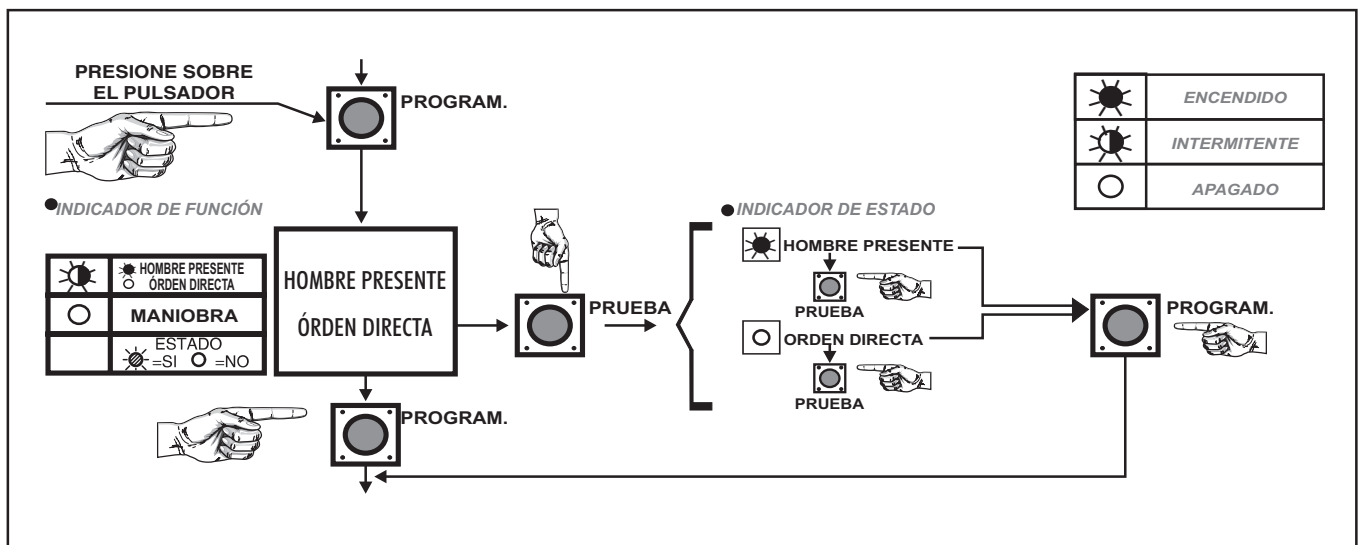 PRESIONE SOBRE
EL PULSADOR
PROGRAM.
ENCENDIDO
INTERMITENTE
APAGADO
INDICADOR DE FUNCIÓN
HOMBRE PRESENTE
ÓRDEN DIRECTA
MANIOBRA
ESTADO
=SI =NO
HOMBRE PRESENTE
ÓRDEN DIRECTA
PRUEBA
INDICADOR DE ESTADO
HOMBRE PRESENTE
PRUEBA
ORDEN DIRECTA
PRUEBA
PROGRAM.
PROGRAM.